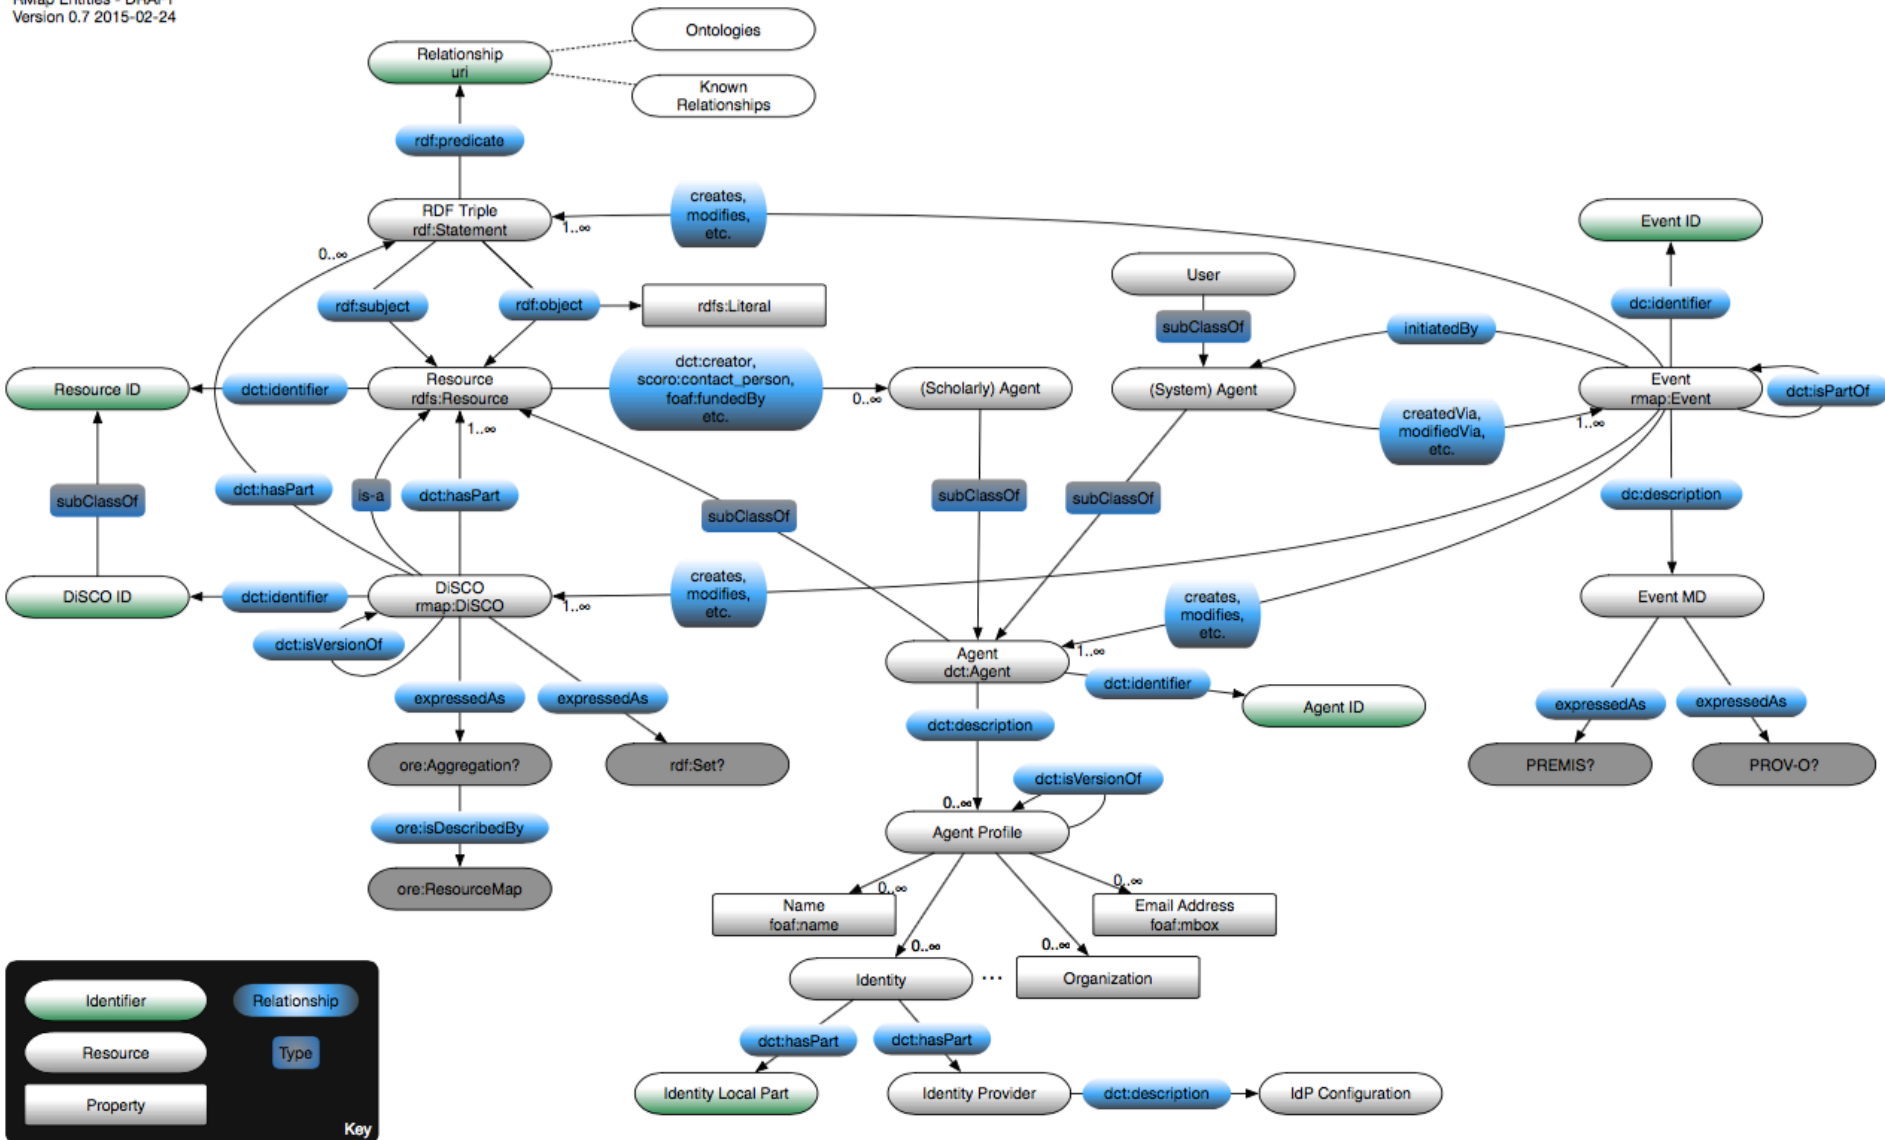 RMap Entities - DRAFT
Version 0.7 2015-02-24
Ontologies
Relationship
uri
Known
Relationships
rdf:predicate
RDF Triple
rdf:Statement
creates,
modifies,
etc.
1..∞
0..∞
Event ID
User
rdf:subject
rdf:object
rdfs:Literal
dc:identifier
subClassOf
initiatedBy
Resource ID
dct:identifier
Resource
rdfs:Resource
dct:creator,
scoro:contact_person,
foaf:fundedBy
etc.
0..∞
(Scholarly) Agent
(System) Agent
Event
rmap:Event
dct:isPartOf
1..∞
createdVia,
modifiedVia,
etc.
1..∞
subClassOf
dct:hasPart
is-a
dct:hasPart
subClassOf
subClassOf
subClassOf
dc:description
DiSCO ID
dct:identifier
DiSCO
rmap:DiSCO
1..∞
creates,
modifies,
etc.
creates,
modifies,
etc.
Event MD
dct:isVersionOf
Agent
dct:Agent
1..∞
dct:identifier
Agent ID
expressedAs
expressedAs
dct:description
expressedAs
expressedAs
ore:Aggregation?
rdf:Set?
PREMIS?
PROV-O?
dct:isVersionOf
0..∞
ore:isDescribedBy
Agent Profile
ore:ResourceMap
0..∞
0..∞
Name
foaf:name
Email Address
foaf:mbox
0..∞
0..∞
Identity
...
Organization
dct:hasPart
dct:hasPart
Identity Local Part
Identity Provider
dct:description
IdP Configuration
Identifier
Relationship
Resource
Type
Property
Key